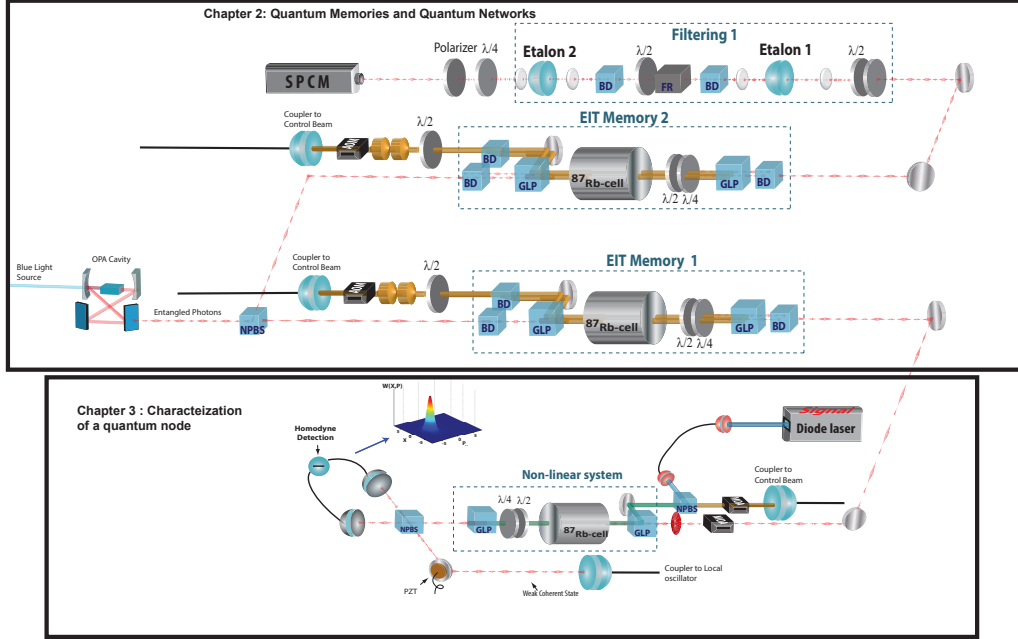 Chapter 2: Quantum Memories and Quantum Networks
Filtering 1
Polarizer λ/4
Etalon 2
λ/2
Etalon 1
λ/2
SPCM
BD
FR
BD
Coupler to
Control Beam
λ/2
EIT Memory 2
AOM
BD
BD
GLP
87Rb-cell
λ/2 λ/4
GLP
BD
Blue Light
Source
OPA Cavity
Coupler to
Control Beam
λ/2
EIT Memory 1
AOM
BD
Entangled Photons
NPBS
BD
GLP
87Rb-cell
λ/2 λ/4
GLP
BD
Chapter 3 : Characteization
of a quantum node
W(X,P)
X
P
Homodyne
Detection
Signal
Diode laser
Non-linear system
Coupler to
Control Beam
λ/4 λ/2
NPBS
NPBS
GLP
87Rb-cell
GLP
PZT
Weak Coherent State
Coupler to Local
oscillator